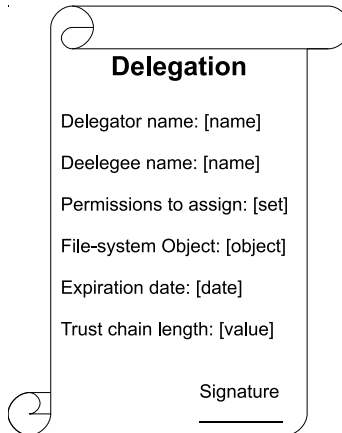 Delegation
Delegator name: [name]
Deelegee name: [name]
Permissions to assign: [set]
File-system Object: [object]
Expiration date: [date]
Trust chain length: [value]
Signature